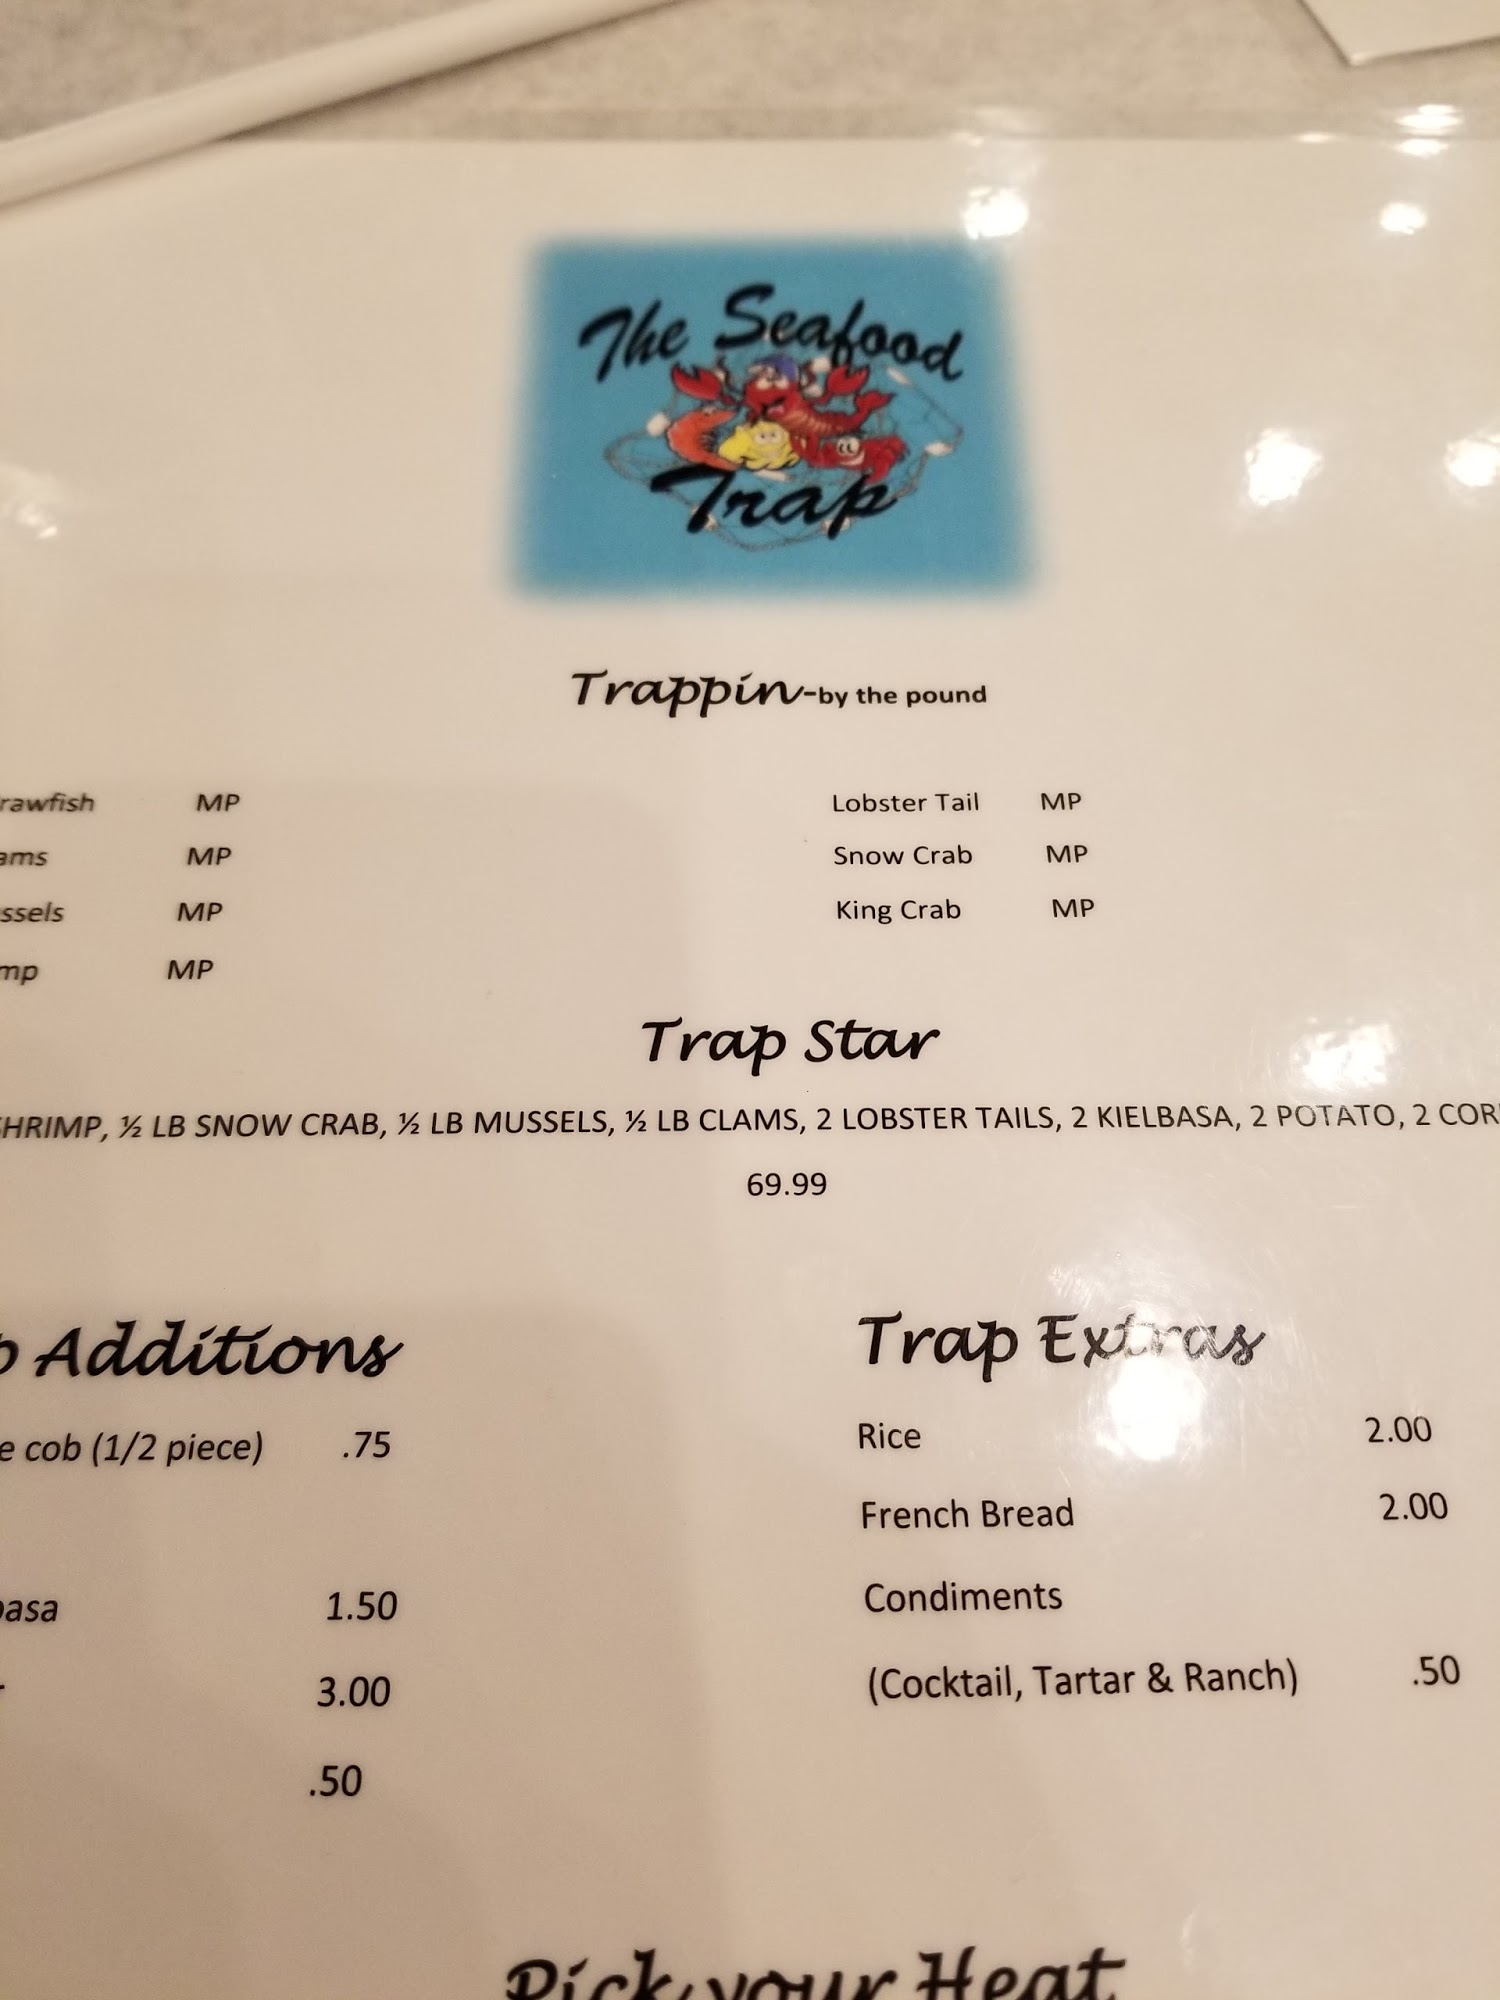 The Seafood
Trap
Trappin-by the pound
rawfish MP Lobster Tail MP
ams MP Snow Crab MP
ssels MP King Crab MP
mp MP
Trap Star
HRIMP, ½ LB SNOW CRAB, ½ LB MUSSELS, ½ LB CLAMS, 2 LOBSTER TAILS, 2 KIELBASA, 2 POTATO, 2 COR
69.99
p Additions Trap Extras
e cob (1/2 piece) .75 Rice 2.00
French Bread 2.00
basa 1.50 Condiments
r 3.00 (Cocktail, Tartar & Ranch) .50
.50
Pick your Heat